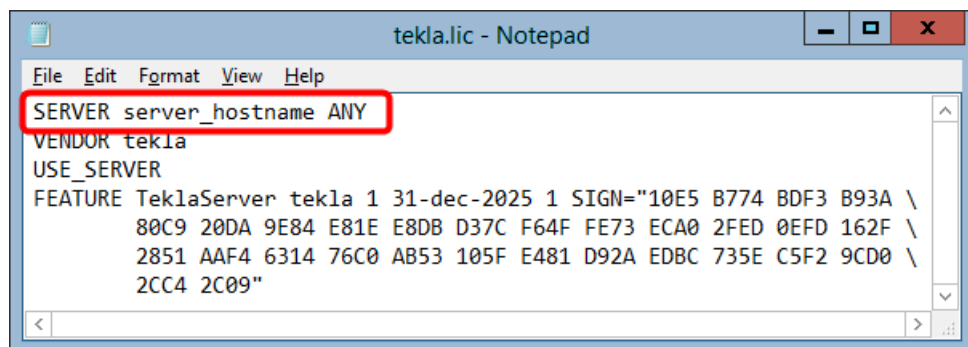 tekla.lic - Notepad
File Edit Format View Help
SERVER server_hostname ANY
VENDOR tekla
USE_SERVER
FEATURE TeklaServer tekla 1 31-dec-2025 1 SIGN="10E5 B774 BDF3 B93A \
80C9 20DA 9E84 E81E E8DB D37C F64F FE73 ECA0 2FED 0EFD 162F \
2851 AAF4 6314 76C0 AB53 105F E481 D92A EDBC 735E C5F2 9CD0 \
2CC4 2C09"